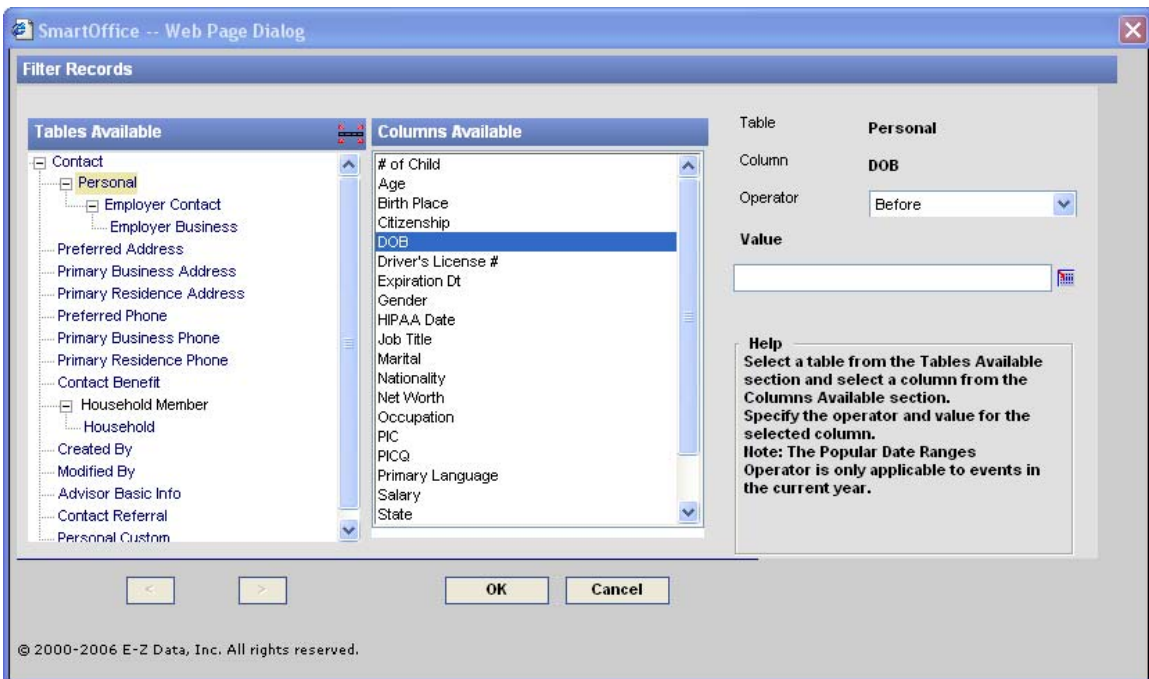 SmartOffice -- Web Page Dialog
Filter Records
Tables Available
Contact
Personal
Employer Contact
Employer Business
Preferred Address
Primary Business Address
Primary Residence Address
Preferred Phone
Primary Business Phone
Primary Residence Phone
Contact Benefit
Household Member
Household
Created By
Modified By
Advisor Basic Info
Contact Referral
Personal Custom
Columns Available
# of Child
Age
Birth Place
Citizenship
DOB
Driver's License #
Expiration Dt
Gender
HIPAA Date
Job Title
Marital
Nationality
Net Worth
Occupation
PIC
PICQ
Primary Language
Salary
State
Table Personal
Column DOB
Operator Before
Value
Help
Select a table from the Tables Available
section and select a column from the
Columns Available section.
Specify the operator and value for the
selected column.
Note: The Popular Date Ranges
Operator is only applicable to events in
the current year.
< > OK Cancel
© 2000-2006 E-Z Data, Inc. All rights reserved.